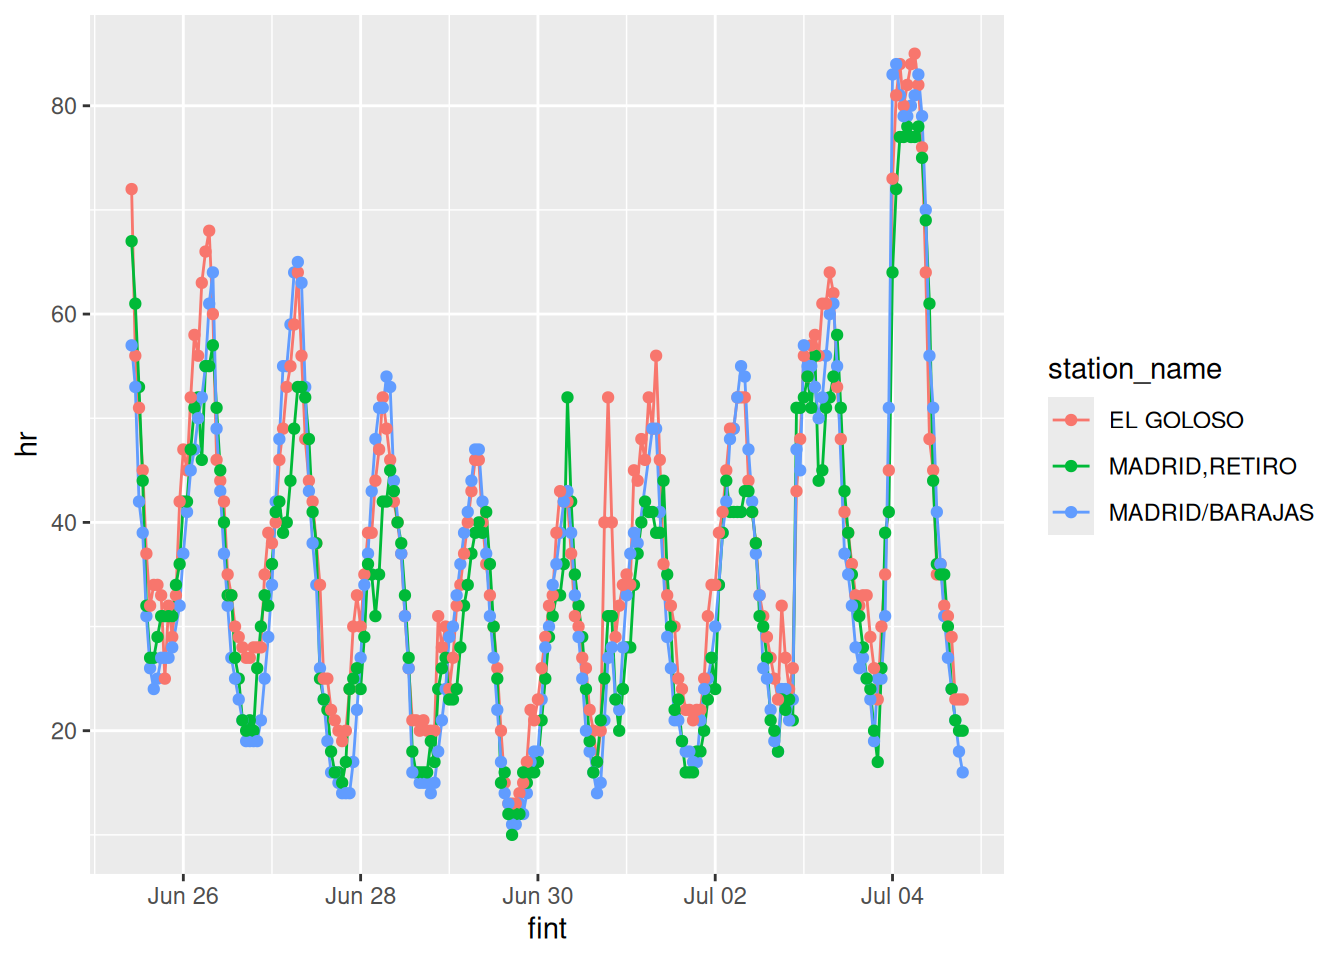 80
60
40
20
hr
Jun 26
Jun 28
Jun 30
Jul 02
Jul 04
fint
station_name
EL GOLOSO
MADRID,RETIRO
MADRID/BARAJAS